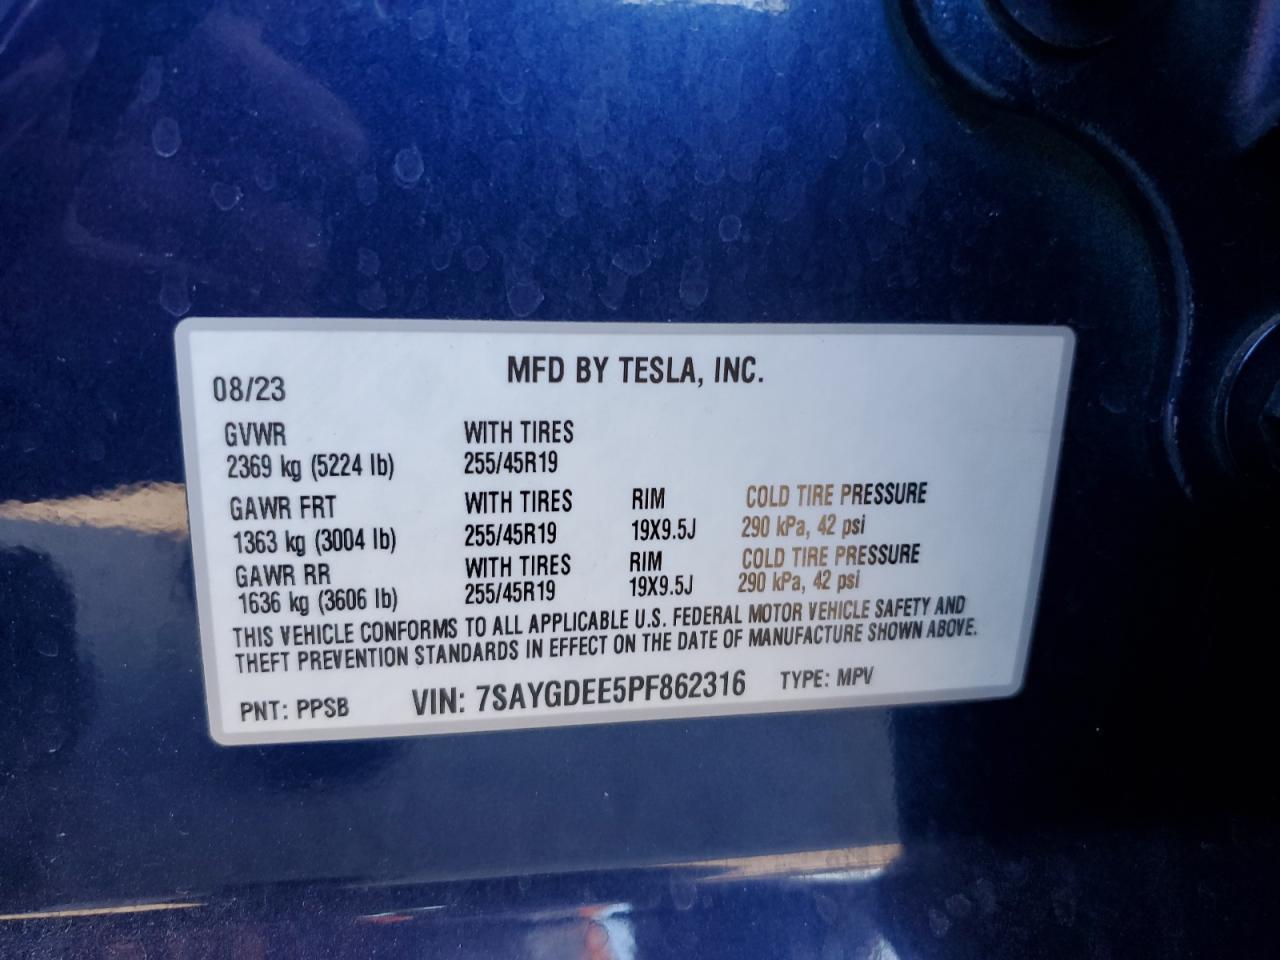 MFD BY TESLA, INC.
08/23
GVWR WITH TIRES
2369 kg (5224 lb) 255/45R19
GAWR FRT WITH TIRES RIM COLD TIRE PRESSURE
1363 kg (3004 lb) 255/45R19 19X9.5J 290 kPa, 42 psi
GAWR RR WITH TIRES RIM COLD TIRE PRESSURE
1636 kg (3606 lb) 255/45R19 19X9.5J 290 kPa, 42 psi
THIS VEHICLE CONFORMS TO ALL APPLICABLE U.S. FEDERAL MOTOR VEHICLE SAFETY AND
THEFT PREVENTION STANDARDS IN EFFECT ON THE DATE OF MANUFACTURE SHOWN ABOVE.
PNT: PPSB VIN: 7SAYGDEE5PF862316 TYPE: MPV